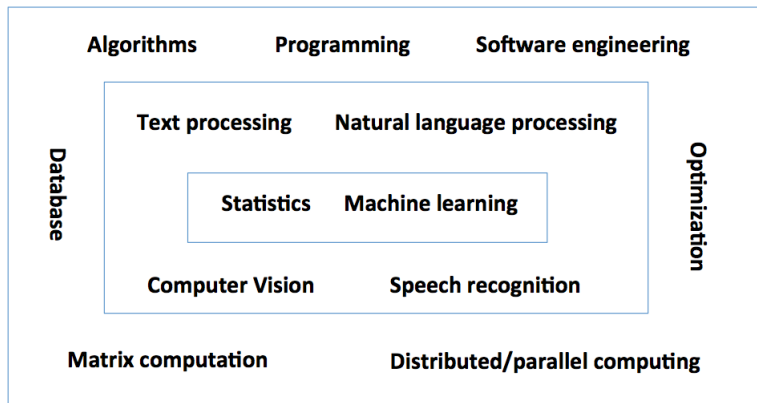 Algorithms Programming Software engineering
Text processing Natural language processing
Database
Optimization
Statistics Machine learning
Computer Vision Speech recognition
Matrix computation Distributed/parallel computing